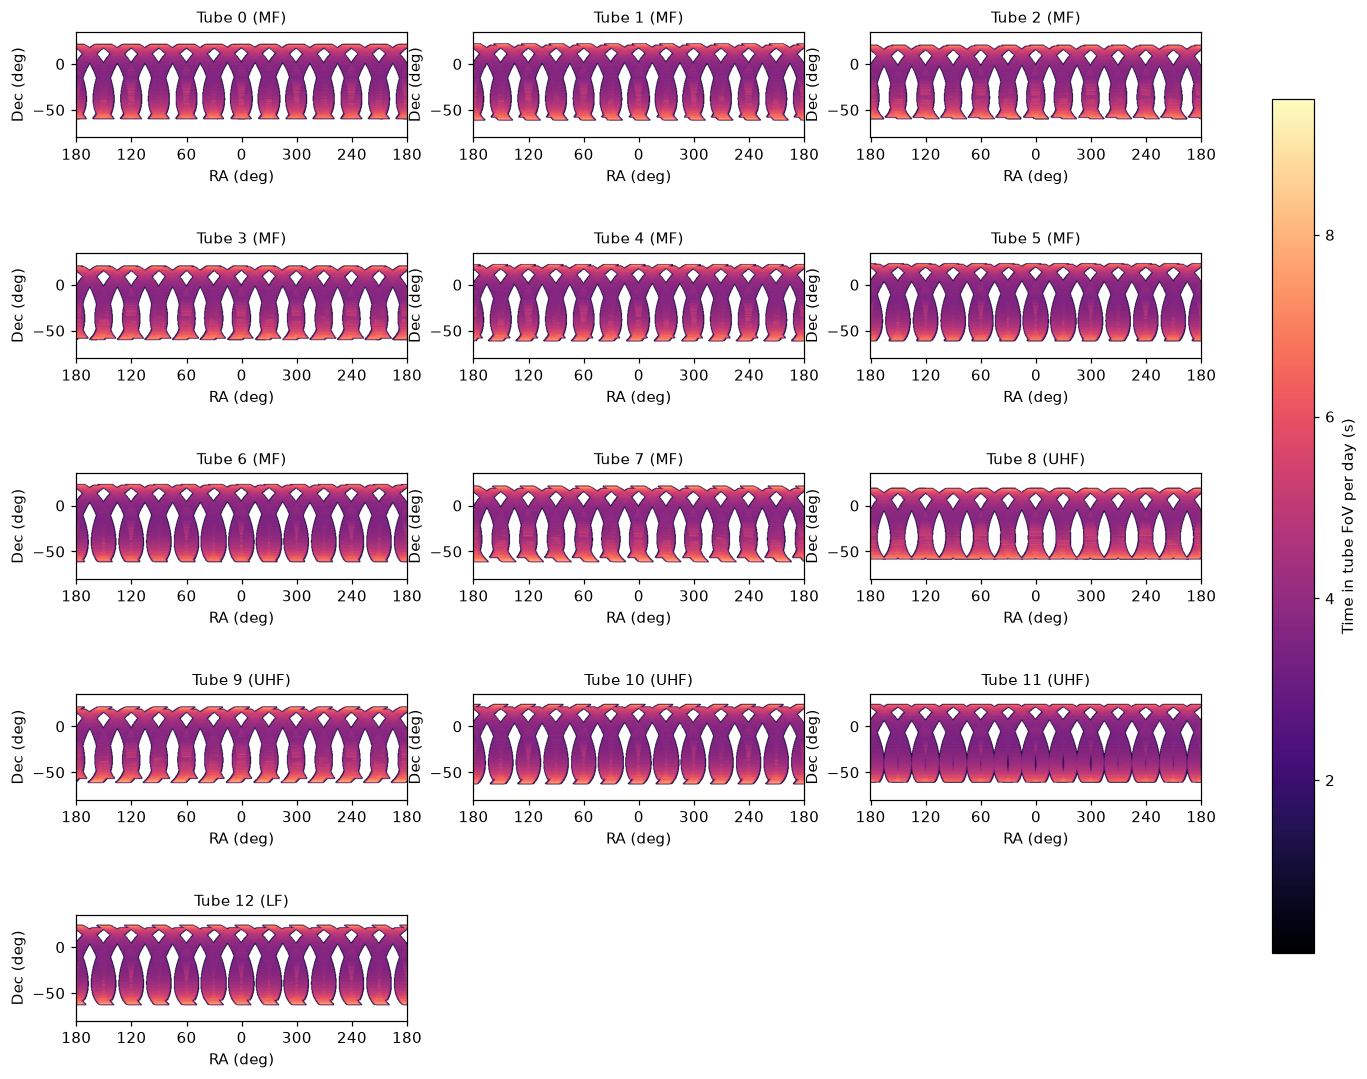 Tube 0 (MF)
Dec (deg)
0
−50
180 120 60 0 300 240 180
RA (deg)
Tube 1 (MF)
Dec (deg)
0
−50
180 120 60 0 300 240 180
RA (deg)
Tube 2 (MF)
Dec (deg)
0
−50
180 120 60 0 300 240 180
RA (deg)
Tube 3 (MF)
Dec (deg)
0
−50
180 120 60 0 300 240 180
RA (deg)
Tube 4 (MF)
Dec (deg)
0
−50
180 120 60 0 300 240 180
RA (deg)
Tube 5 (MF)
Dec (deg)
0
−50
180 120 60 0 300 240 180
RA (deg)
Tube 6 (MF)
Dec (deg)
0
−50
180 120 60 0 300 240 180
RA (deg)
Tube 7 (MF)
Dec (deg)
0
−50
180 120 60 0 300 240 180
RA (deg)
Tube 8 (UHF)
Dec (deg)
0
−50
180 120 60 0 300 240 180
RA (deg)
Tube 9 (UHF)
Dec (deg)
0
−50
180 120 60 0 300 240 180
RA (deg)
Tube 10 (UHF)
Dec (deg)
0
−50
180 120 60 0 300 240 180
RA (deg)
Tube 11 (UHF)
Dec (deg)
0
−50
180 120 60 0 300 240 180
RA (deg)
Tube 12 (LF)
Dec (deg)
0
−50
180 120 60 0 300 240 180
RA (deg)
8
6
4
2
Time in tube FoV per day (s)